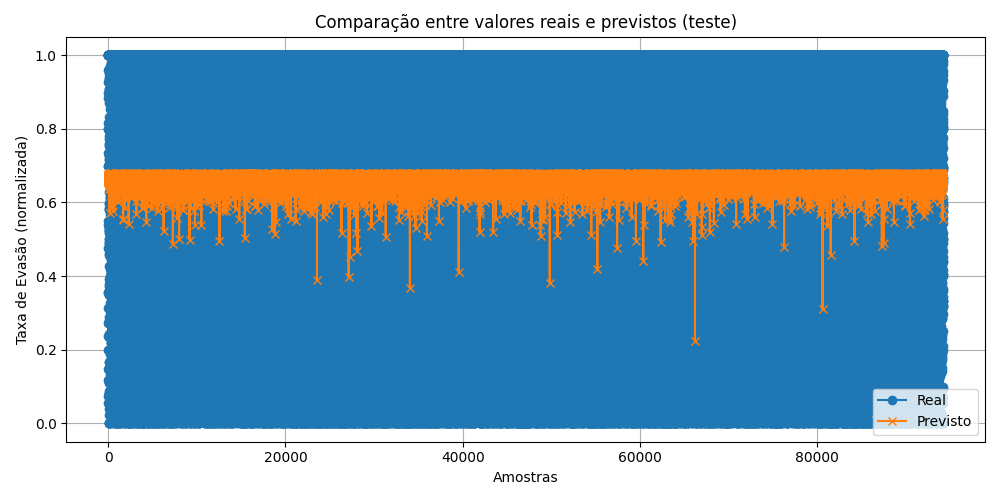 Comparação entre valores reais e previstos (teste)
Taxa de Evasão (normalizada)
1.0
0.8
0.6
0.4
0.2
0.0
0 20000 40000 60000 80000
Amostras
Real
Previsto